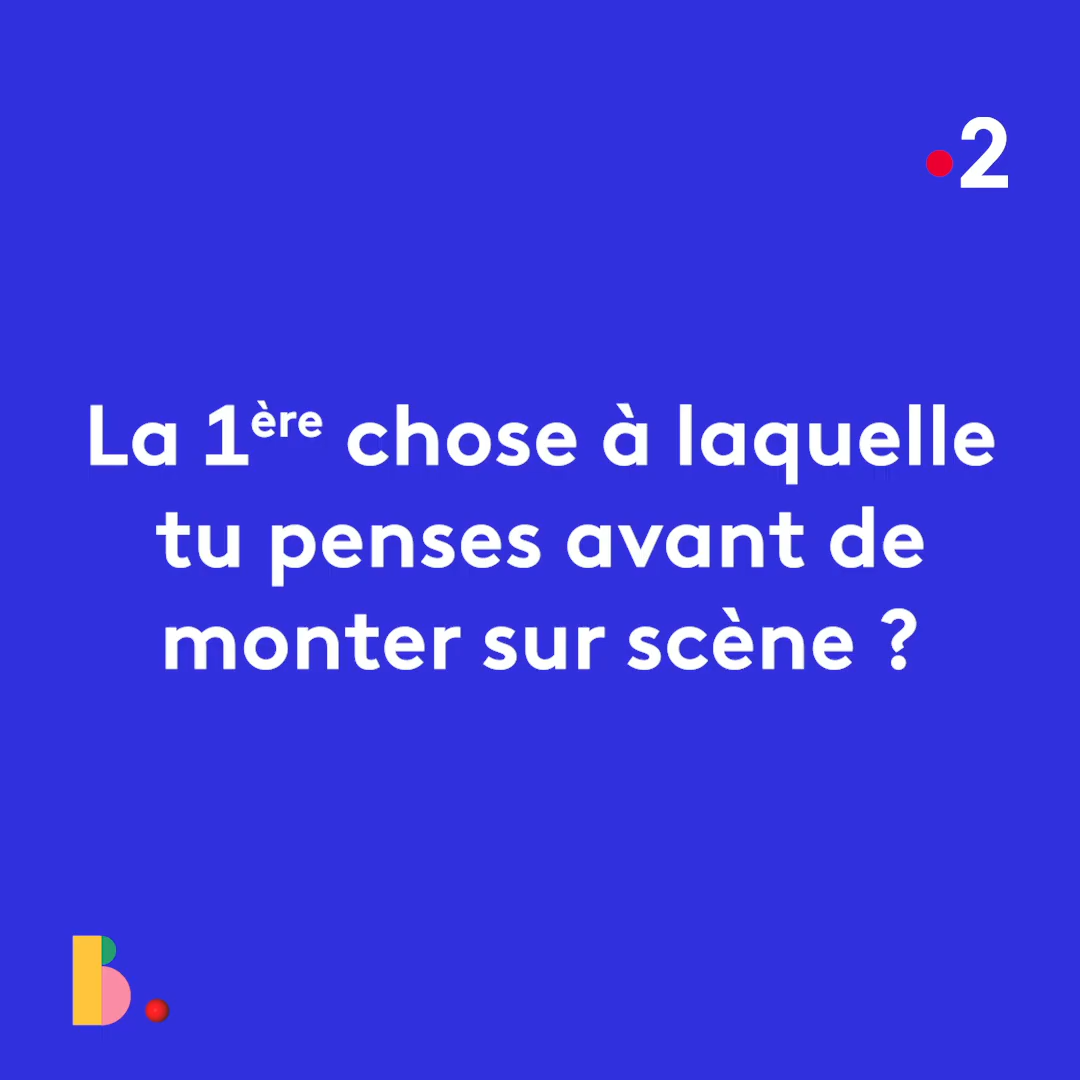 2
La 1ère chose à laquelle
tu penses avant de
monter sur scène ?
B.